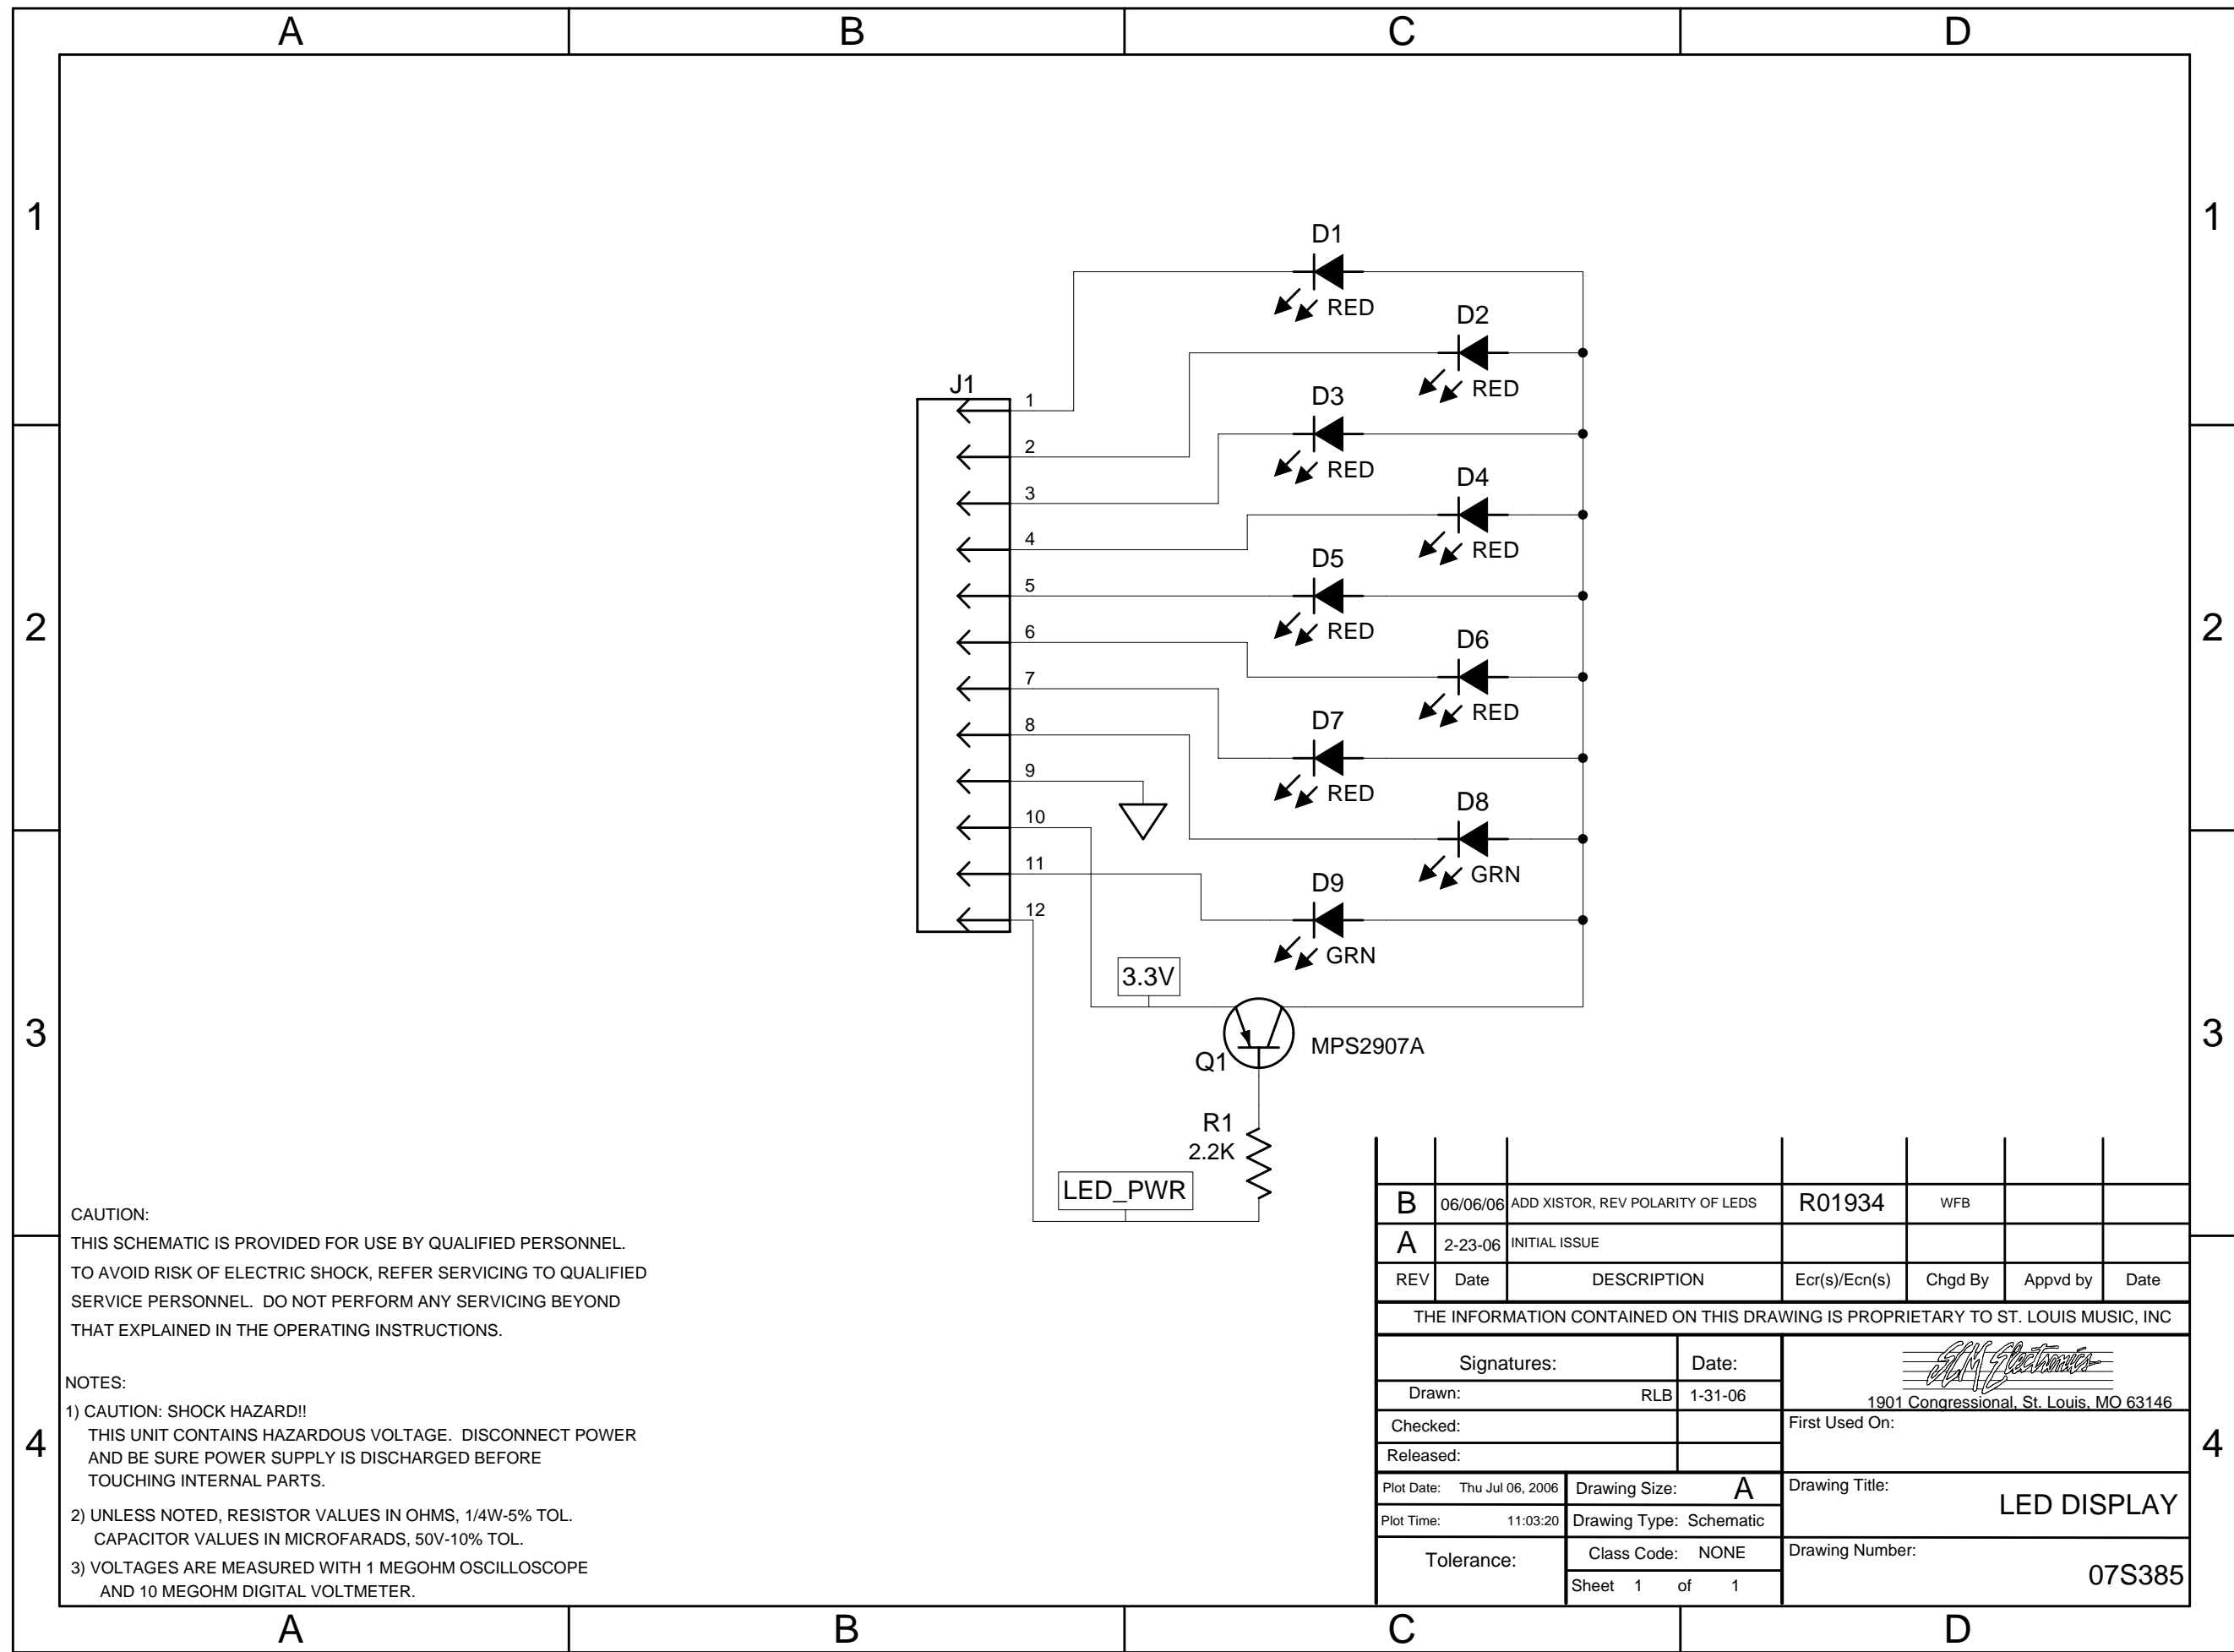 A B C D
1 1
2 2
3 3
4 4
D1
RED
D2
RED
D3
RED
D4
RED
D5
RED
D6
RED
D7
RED
D8
GRN
D9
GRN
J1
1
2
3
4
5
6
7
8
9
10
11
12
3.3V
Q1
MPS2907A
R1
2.2K
LED_PWR
CAUTION:
THIS SCHEMATIC IS PROVIDED FOR USE BY QUALIFIED PERSONNEL.
TO AVOID RISK OF ELECTRIC SHOCK, REFER SERVICING TO QUALIFIED
SERVICE PERSONNEL. DO NOT PERFORM ANY SERVICING BEYOND
THAT EXPLAINED IN THE OPERATING INSTRUCTIONS.
NOTES:
1) CAUTION: SHOCK HAZARD!!
THIS UNIT CONTAINS HAZARDOUS VOLTAGE. DISCONNECT POWER
AND BE SURE POWER SUPPLY IS DISCHARGED BEFORE
TOUCHING INTERNAL PARTS.
2) UNLESS NOTED, RESISTOR VALUES IN OHMS, 1/4W-5% TOL.
CAPACITOR VALUES IN MICROFARADS, 50V-10% TOL.
3) VOLTAGES ARE MEASURED WITH 1 MEGOHM OSCILLOSCOPE
AND 10 MEGOHM DIGITAL VOLTMETER.
B 06/06/06 ADD XISTOR, REV POLARITY OF LEDS R01934 WFB
A 2-23-06 INITIAL ISSUE
REV Date DESCRIPTION Ecr(s)/Ecn(s) Chgd By Appvd by Date
THE INFORMATION CONTAINED ON THIS DRAWING IS PROPRIETARY TO ST. LOUIS MUSIC, INC
Signatures: Date:
Drawn: RLB 1-31-06
Checked:
Released:
SLM Electronics
1901 Congressional, St. Louis, MO 63146
First Used On:
Plot Date: Thu Jul 06, 2006 Drawing Size: A
Plot Time: 11:03:20 Drawing Type: Schematic
Drawing Title:
LED DISPLAY
Tolerance: Class Code: NONE
Sheet 1 of 1
Drawing Number:
07S385
A B C D